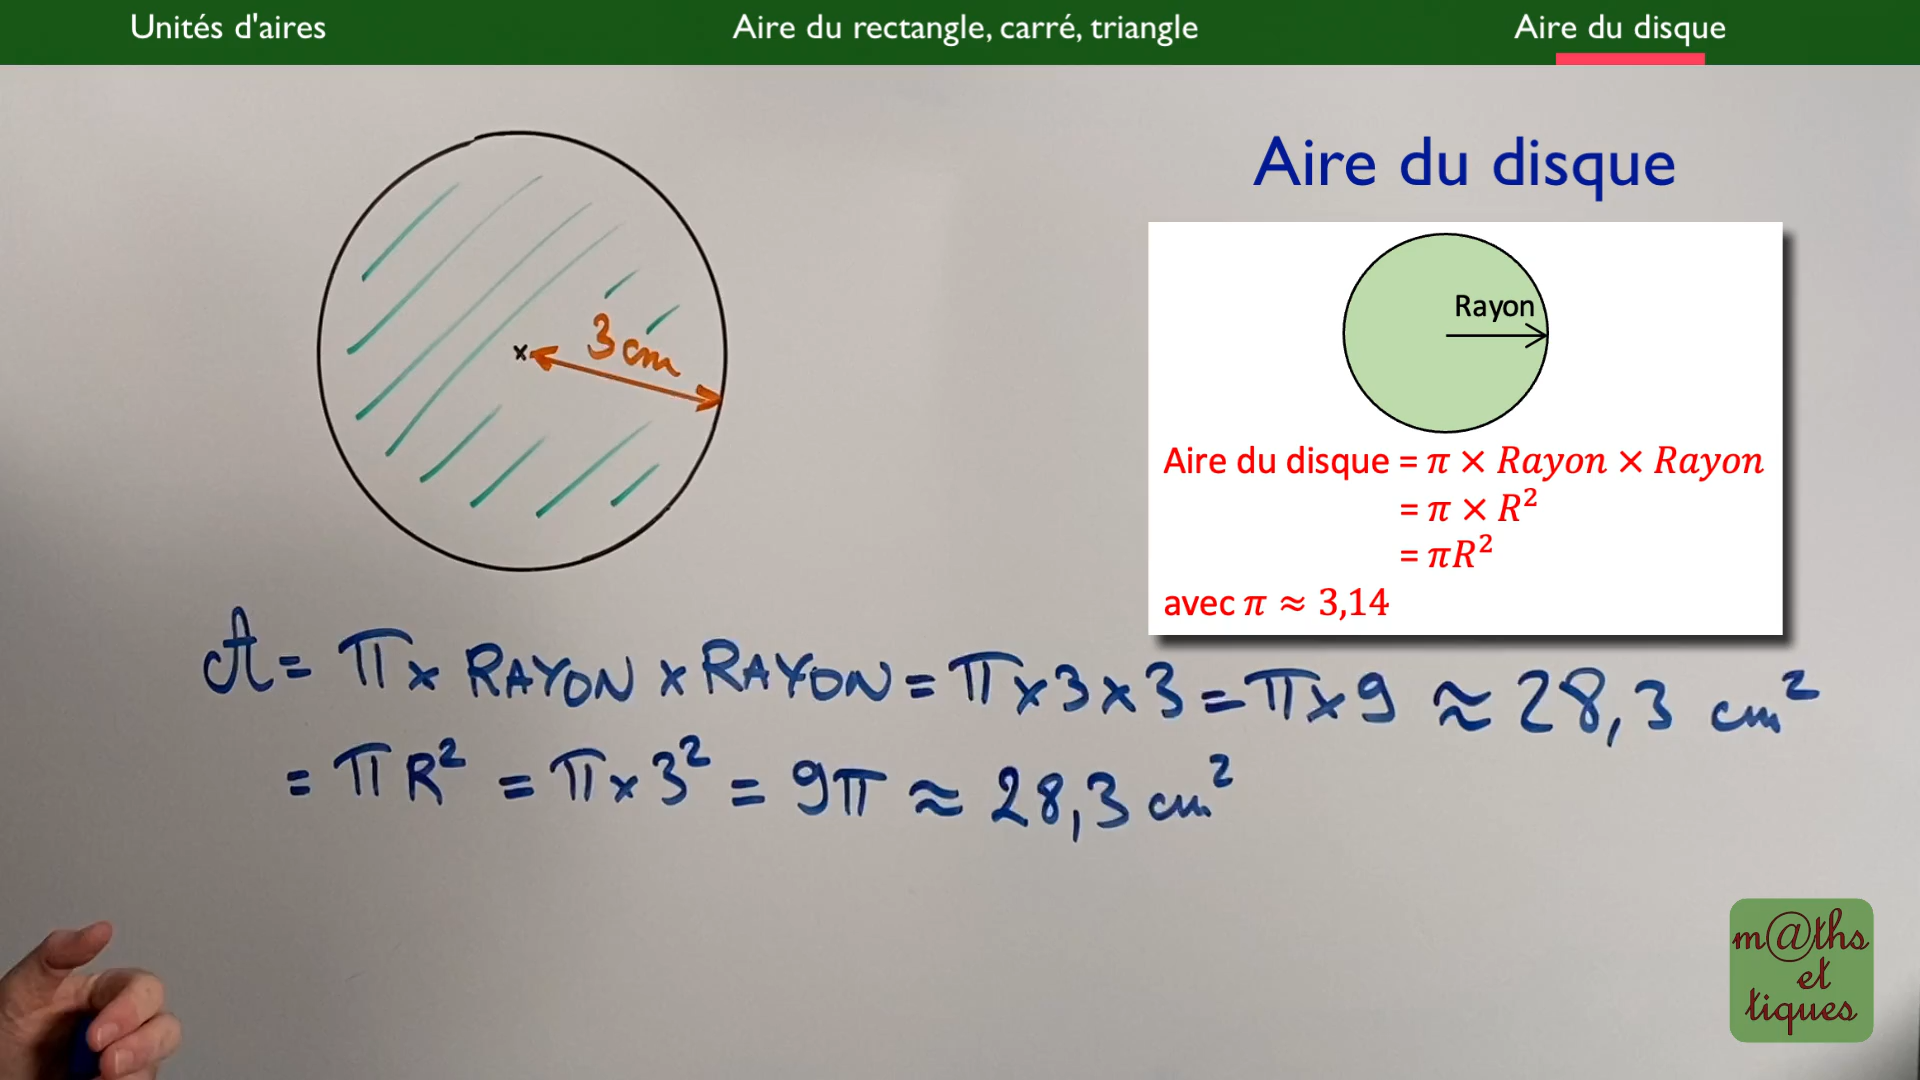 Unités d'aires
Aire du rectangle, carré, triangle
Aire du disque
Aire du disque
3 cm
Rayon
Aire du disque = π × Rayon × Rayon
= π × R²
= πR²
avec π ≈ 3,14
A = π × RAYON × RAYON = π × 3 × 3 = π × 9 ≈ 28,3 cm²
= π R² = π × 3² = 9π ≈ 28,3 cm²
m@ths
et
tiques